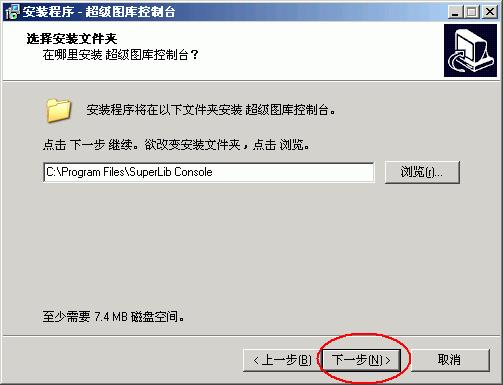 安装程序 - 超级图库控制台
选择安装文件夹
在哪里安装 超级图库控制台？
安装程序将在以下文件夹安装 超级图库控制台。
点击 下一步 继续。欲改变安装文件夹，点击 浏览。
C:\Program Files\SuperLib Console
浏览(r)...
至少需要 7.4 MB 磁盘空间。
< 上一步(B) 下一步(N) > 取消